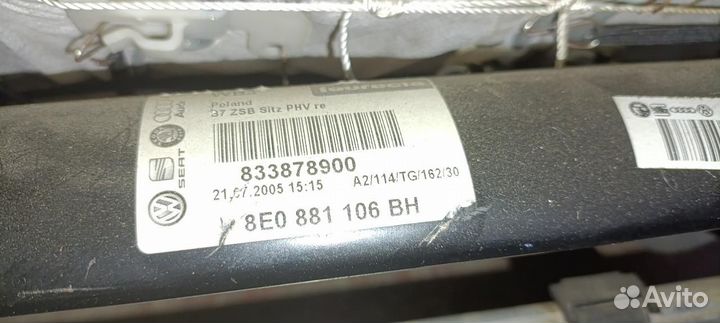 Poland
37 ZSB Sitz PHV re
Audi
SEAT
833878900
21.07.2005 15:15 A2/114/TG/162/30
8E0 881 106 BH
Avito